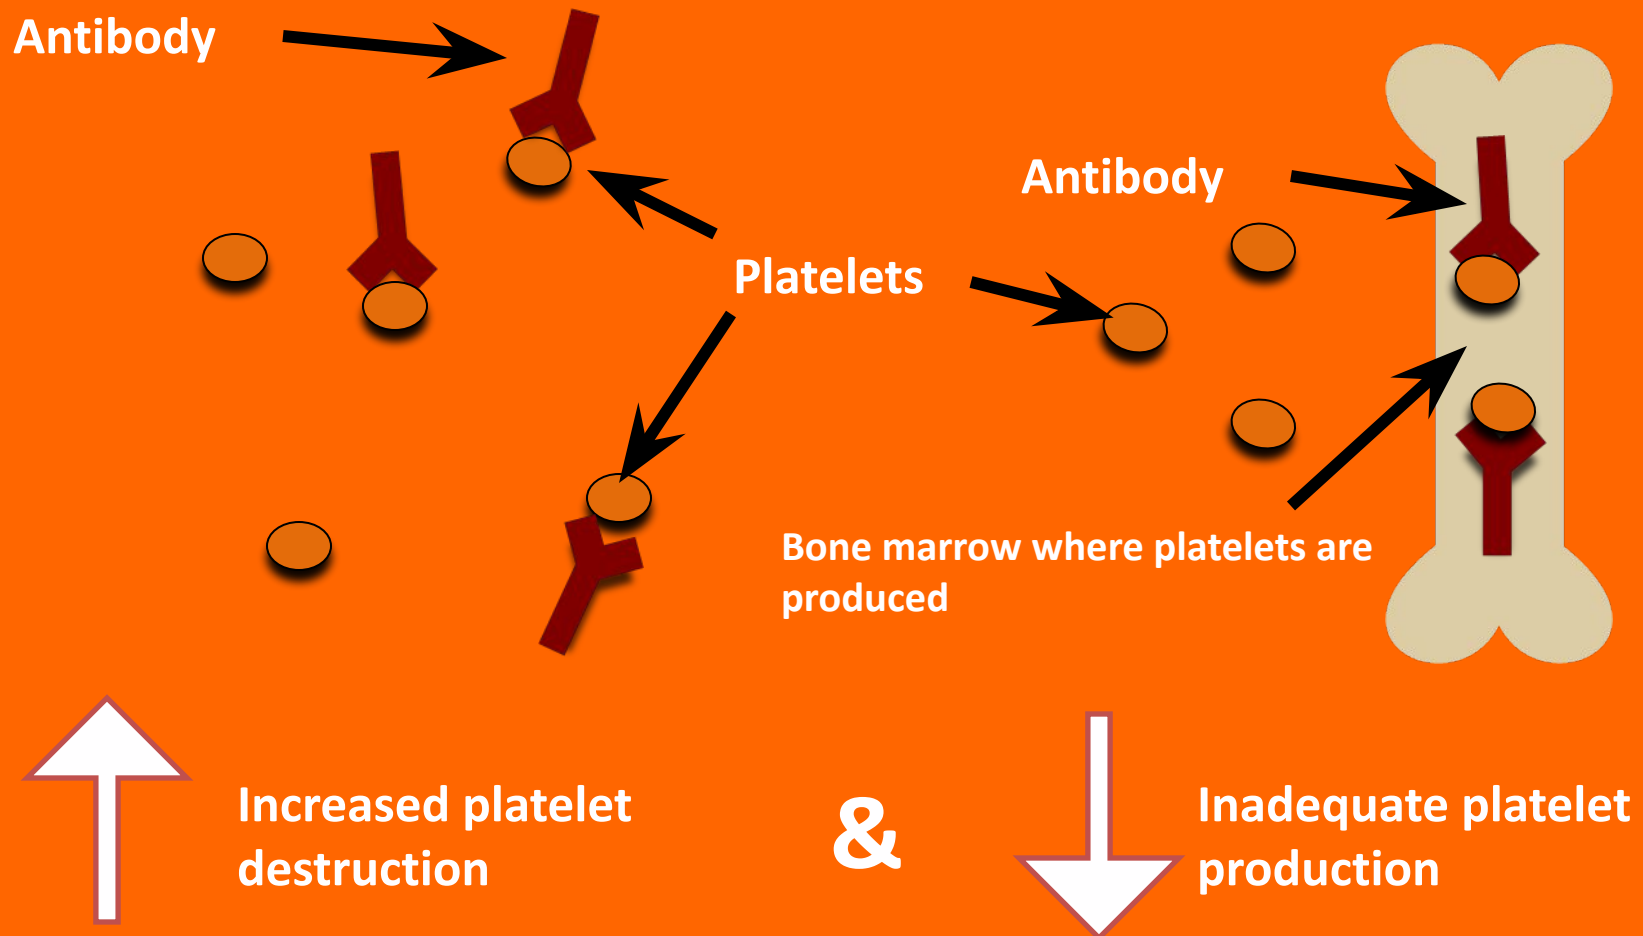 Antibody
Antibody
Platelets
Bone marrow where platelets are
produced
Increased platelet
destruction
&
Inadequate platelet
production